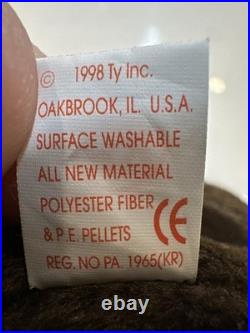 © 1998 Ty Inc.
OAKBROOK, IL. U.S.A.
SURFACE WASHABLE
ALL NEW MATERIAL
POLYESTER FIBER
& P.E. PELLETS CE
REG. NO PA. 1965(KR)